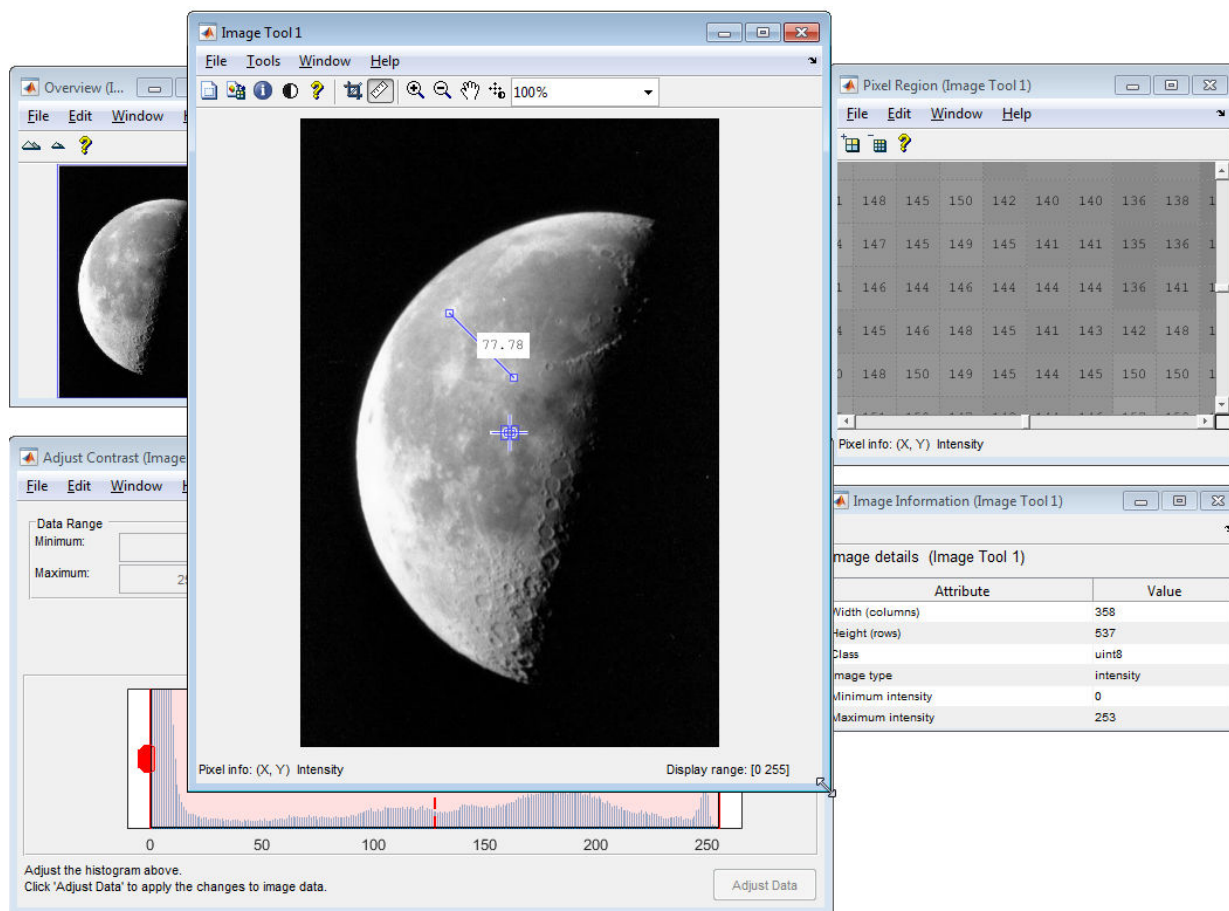 Image Tool 1
File Tools Window Help
100%
77.78
Pixel info: (X, Y) Intensity
Display range: [0 255]
Overview (I...
File Edit Window
Pixel Region (Image Tool 1)
File Edit Window Help
148 145 150 142 140 140 136 138
147 145 149 145 141 141 135 136
146 144 146 144 144 144 136 141
145 146 148 145 141 143 142 148
148 150 149 145 144 145 150 150
Pixel info: (X, Y) Intensity
Adjust Contrast (Image
File Edit Window
Data Range
Minimum:
Maximum:
0 50 100 150 200 250
Adjust the histogram above.
Click 'Adjust Data' to apply the changes to image data.
Adjust Data
Image Information (Image Tool 1)
Image details (Image Tool 1)
Attribute Value
Width (columns) 358
Height (rows) 537
Class uint8
Image type intensity
Minimum intensity 0
Maximum intensity 253